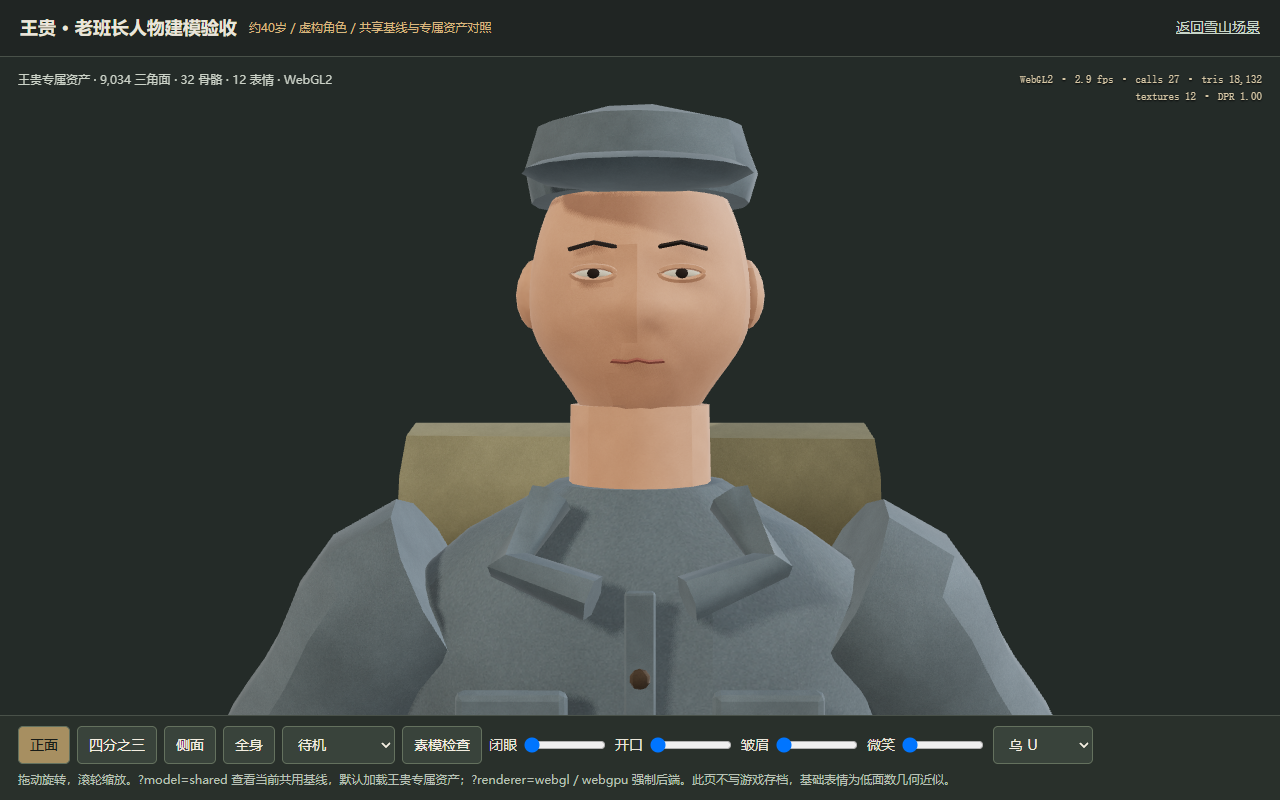 王贵 · 老班长人物建模验收 约40岁 / 虚构角色 / 共享基线与专属资产对照 返回雪山场景
王贵专属资产 · 9,034 三角面 · 32 骨骼 · 12 表情 · WebGL2
WebGL2 · 2.9 fps · calls 27 · tris 18,132
textures 12 · DPR 1.00
正面 四分之三 侧面 全身 待机 素模检查 闭眼 开口 皱眉 微笑 乌 U
拖动旋转，滚轮缩放。?model=shared 查看当前共用基线，默认加载王贵专属资产；?renderer=webgl / webgpu 强制后端。此页不写游戏存档，基础表情为低面数几何近似。